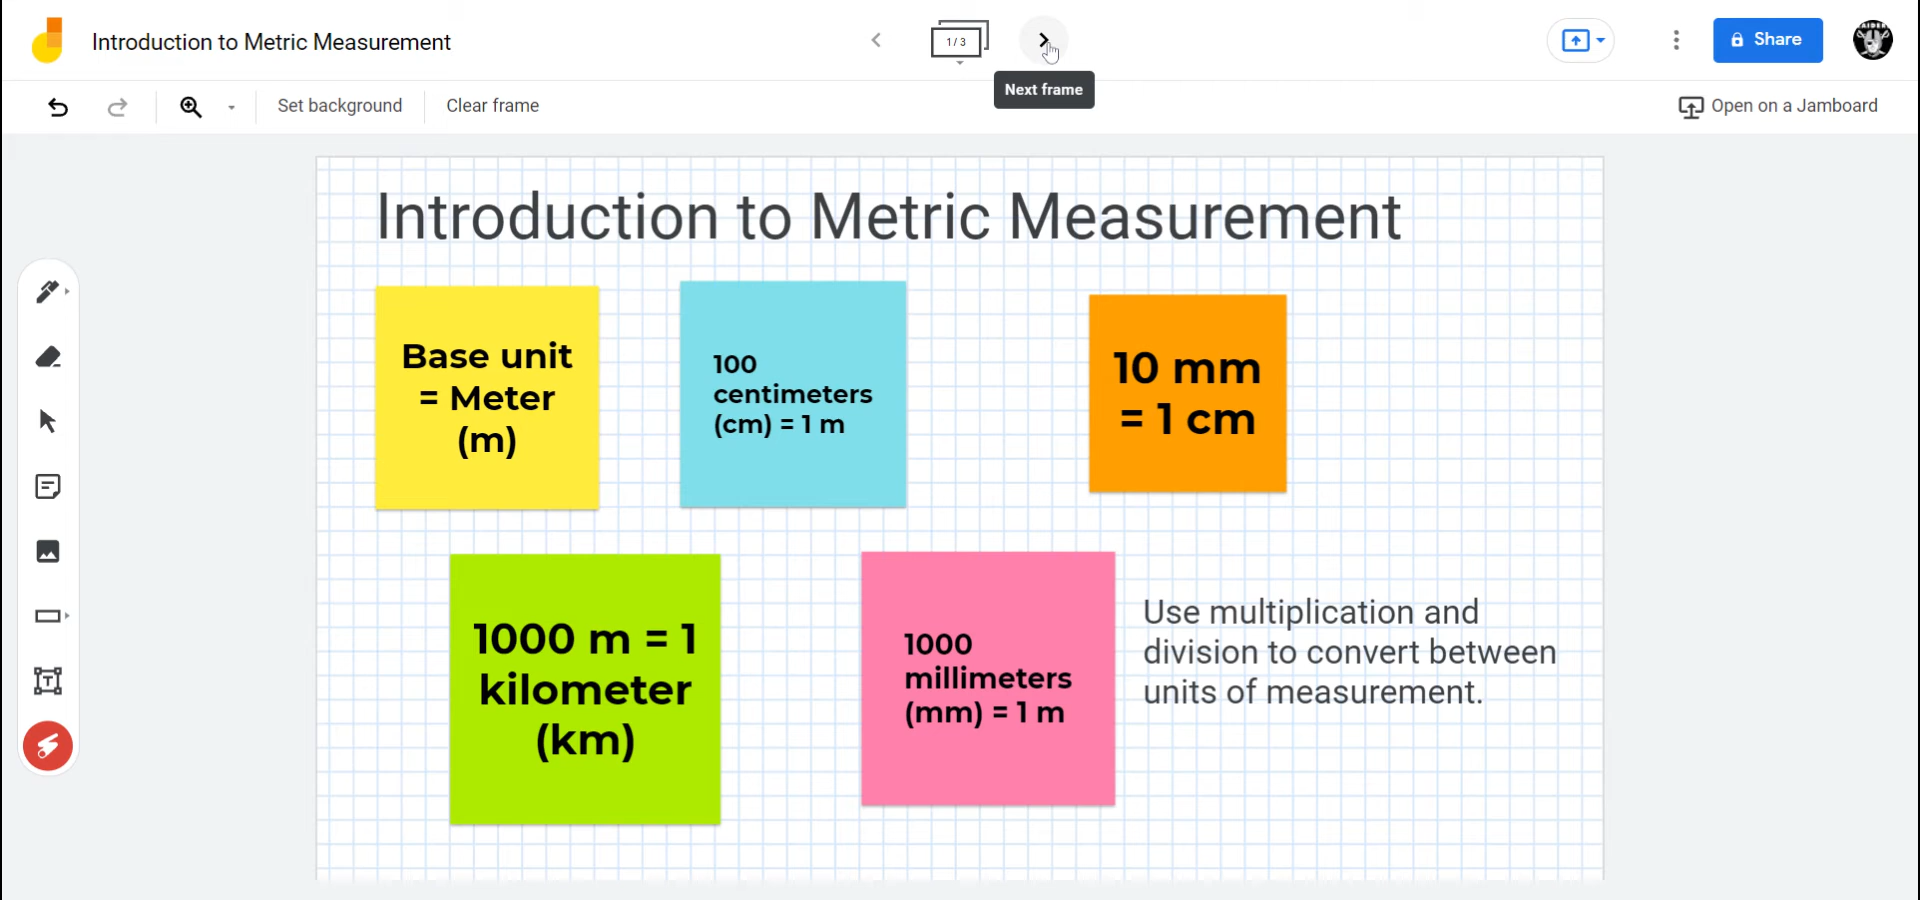 Introduction to Metric Measurement
1 / 3
Share
Next frame
Set background
Clear frame
Open on a Jamboard
Introduction to Metric Measurement
Base unit
= Meter
(m)
100
centimeters
(cm) = 1 m
10 mm
= 1 cm
1000 m = 1
kilometer
(km)
1000
millimeters
(mm) = 1 m
Use multiplication and
division to convert between
units of measurement.